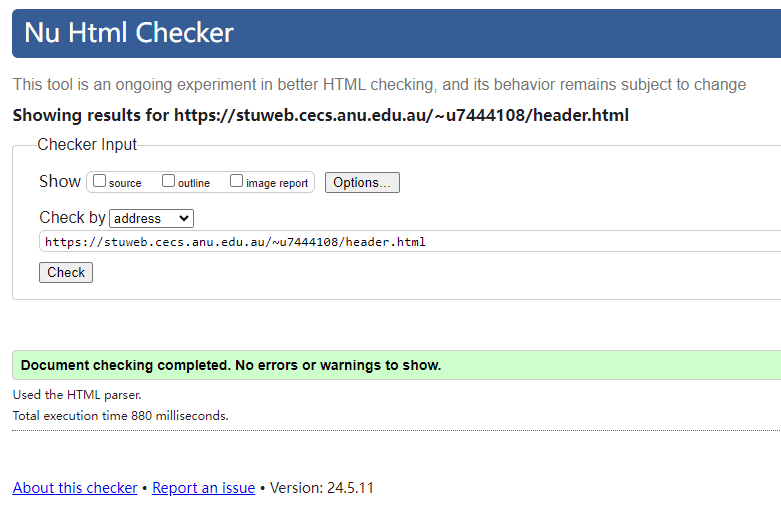 Nu Html Checker
This tool is an ongoing experiment in better HTML checking, and its behavior remains subject to change
Showing results for https://stuweb.cecs.anu.edu.au/~u7444108/header.html
Checker Input
Show source outline image report Options...
Check by address
https://stuweb.cecs.anu.edu.au/~u7444108/header.html
Check
Document checking completed. No errors or warnings to show.
Used the HTML parser.
Total execution time 880 milliseconds.
About this checker • Report an issue • Version: 24.5.11